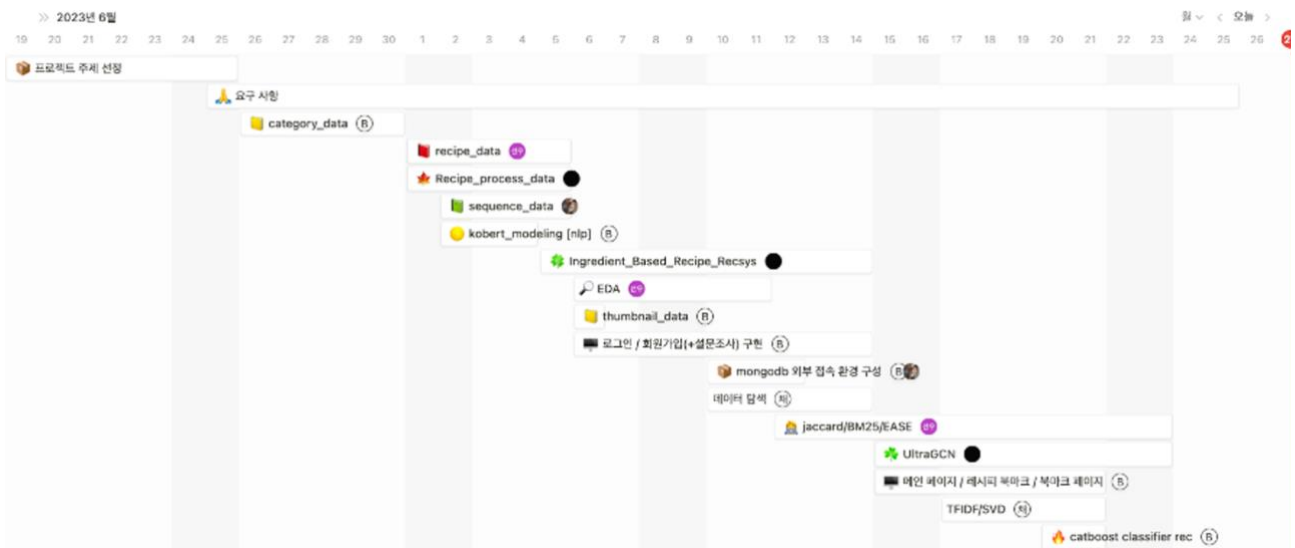 2023년 6월
월 오늘
19 20 21 22 23 24 25 26 27 28 29 30 1 2 3 4 5 6 7 8 9 10 11 12 13 14 15 16 17 18 19 20 21 22 23 24 25 26 2
프로젝트 주제 선정
요구 사항
category_data B
recipe_data
Recipe_process_data
sequence_data
kobert_modeling [nlp] B
Ingredient_Based_Recipe_Recsys
EDA
thumbnail_data B
로그인 / 회원가입(+설문조사) 구현 B
mongodb 외부 접속 환경 구성 B
데이터 탐색
jaccard/BM25/EASE
UltraGCN
메인 페이지 / 레시피 북마크 / 북마크 페이지 B
TFIDF/SVD
catboost classifier rec B